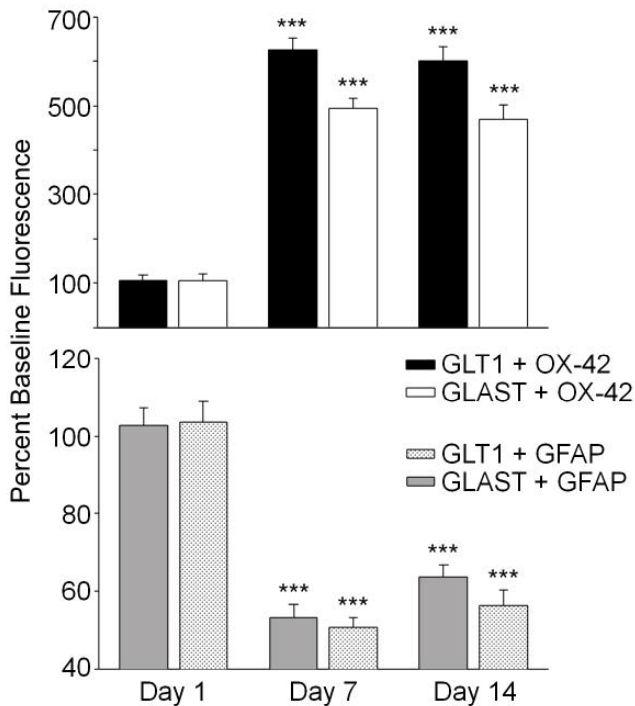 Percent Baseline Fluorescence
700
500
300
100
***
***
***
***
GLT1 + OX-42
GLAST + OX-42
GLT1 + GFAP
GLAST + GFAP
120
100
80
60
40
***
***
***
***
Day 1
Day 7
Day 14